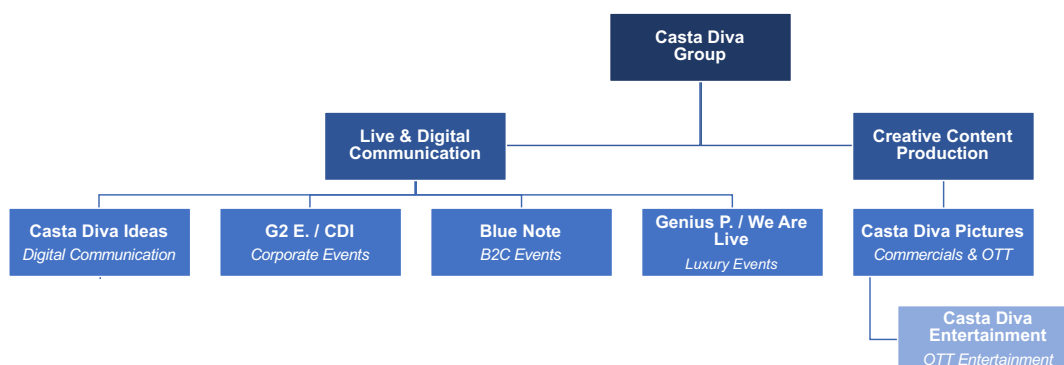 Casta Diva
Group
Live & Digital
Communication
Creative Content
Production
Casta Diva Ideas
Digital Communication
G2 E. / CDI
Corporate Events
Blue Note
B2C Events
Genius P. / We Are
Live
Luxury Events
Casta Diva Pictures
Commercials & OTT
Casta Diva
Entertainment
OTT Entertainment